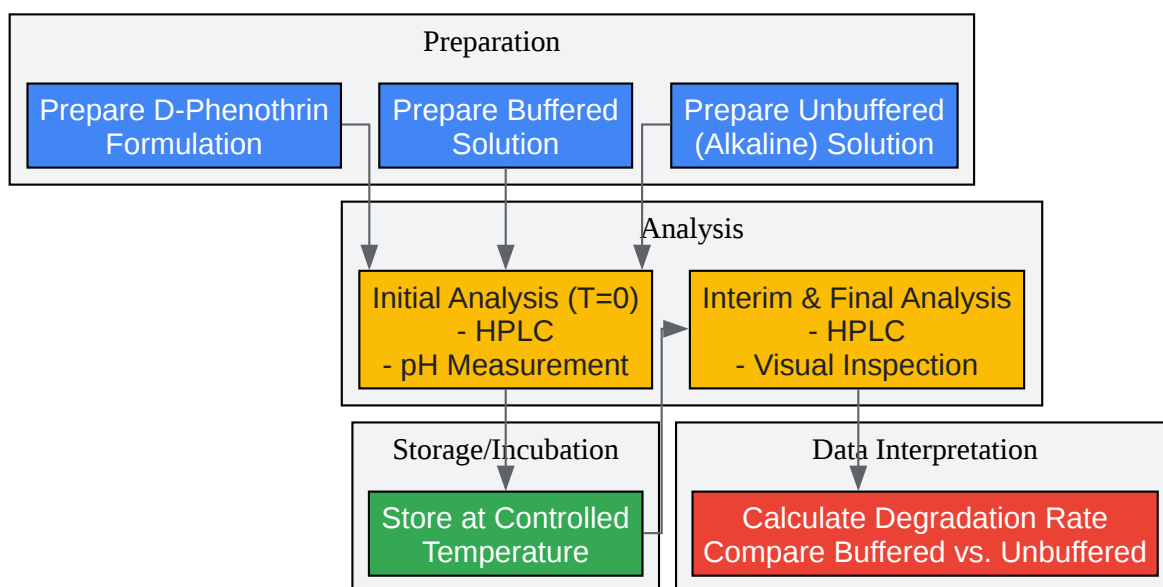 Preparation
Prepare D-Phenothrin
Formulation
Prepare Buffered
Solution
Prepare Unbuffered
(Alkaline) Solution
Analysis
Initial Analysis (T=0)
- HPLC
- pH Measurement
Interim & Final Analysis
- HPLC
- Visual Inspection
Storage/Incubation
Store at Controlled
Temperature
Data Interpretation
Calculate Degradation Rate
Compare Buffered vs. Unbuffered